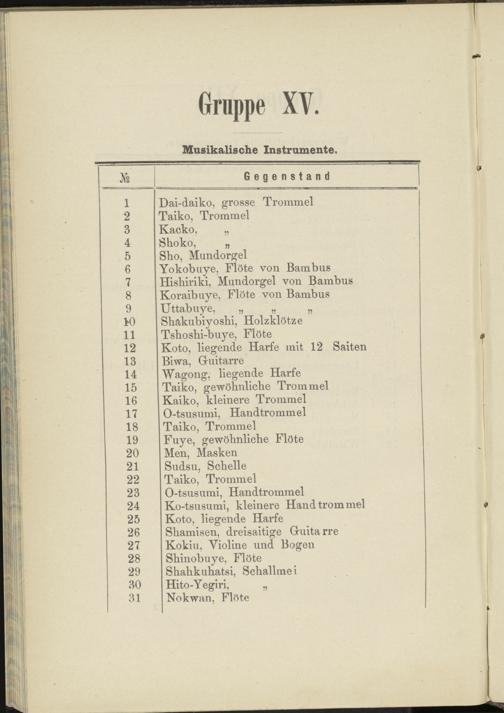 Gruppe XV.
Musikalische Instrumente.
№ Gegenstand
1 Dai-daiko, grosse Trommel
2 Taiko, Trommel
3 Kacko, „
4 Shoko, „
5 Sho, Mundorgel
6 Yokobuye, Flöte von Bambus
7 Hishiriki, Mundorgel von Bambus
8 Koraibuye, Flöte von Bambus
9 Uttabuye, „ „ „
10 Shakubiyoshi, Holzklötze
11 Tshoshi-buye, Flöte
12 Koto, liegende Harfe mit 12 Saiten
13 Biwa, Guitarre
14 Wagong, liegende Harfe
15 Taiko, gewöhnliche Trommel
16 Kaiko, kleinere Trommel
17 O-tsusumi, Handtrommel
18 Taiko, Trommel
19 Fuye, gewöhnliche Flöte
20 Men, Masken
21 Sudsu, Schelle
22 Taiko, Trommel
23 O-tsusumi, Handtrommel
24 Ko-tsusumi, kleinere Handtrommel
25 Koto, liegende Harfe
26 Shamisen, dreisaitige Guitarre
27 Kokiu, Violine und Bogen
28 Shinobuye, Flöte
29 Shahkuhatsi, Schallmei
30 Hito-Yegiri, „
31 Nokwan, Flöte